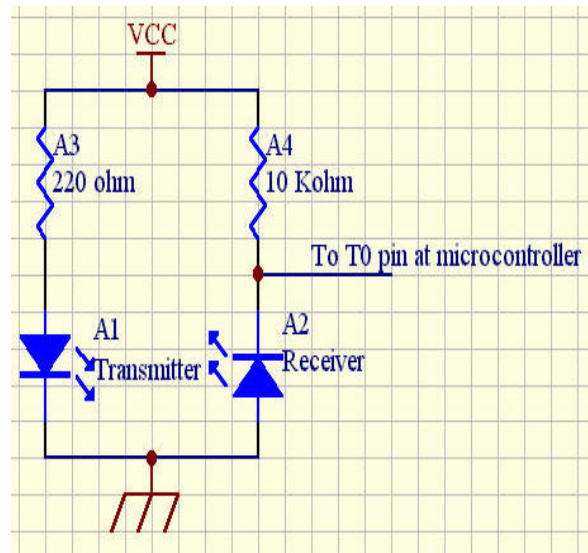 VCC
A3
220 ohm
A4
10 Kohm
To T0 pin at microcontroller
A1
Transmitter
A2
Receiver